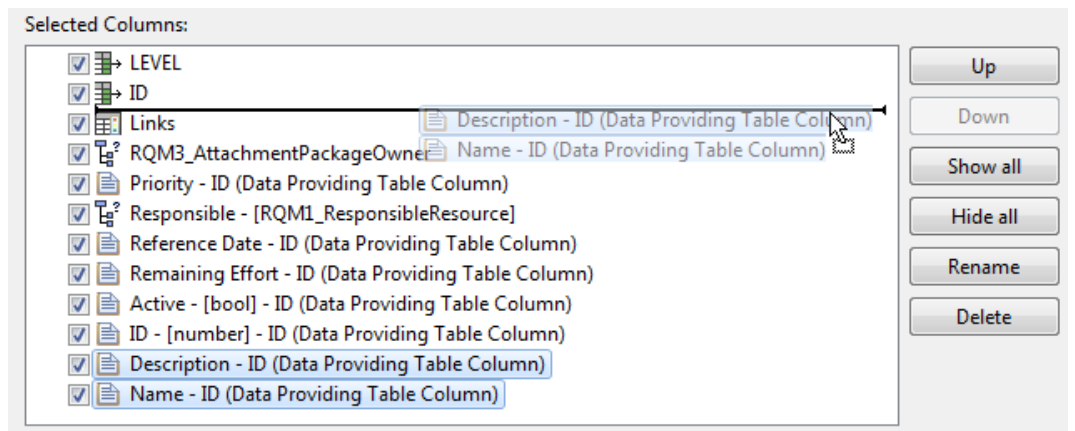 Selected Columns:
LEVEL
ID
Links
Description - ID (Data Providing Table Column)
RQM3_AttachmentPackageOwner
Name - ID (Data Providing Table Column)
Priority - ID (Data Providing Table Column)
Responsible - [RQM1_ResponsibleResource]
Reference Date - ID (Data Providing Table Column)
Remaining Effort - ID (Data Providing Table Column)
Active - [bool] - ID (Data Providing Table Column)
ID - [number] - ID (Data Providing Table Column)
Description - ID (Data Providing Table Column)
Name - ID (Data Providing Table Column)
Up
Down
Show all
Hide all
Rename
Delete